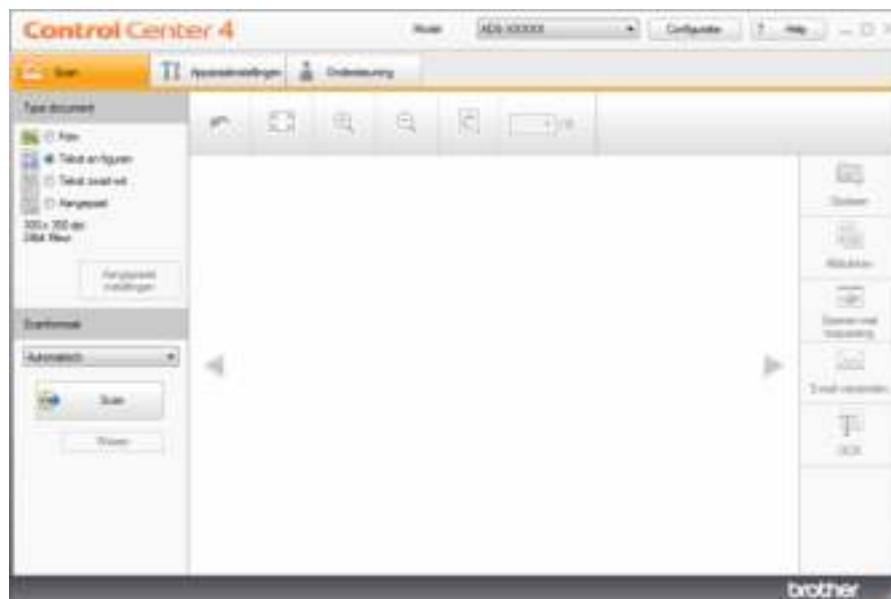 Control Center 4
Model
ADS-XXXXX
Configuratie
? Help
Scan
Apparaatinstellingen
Ondersteuning
Type document
Foto
Tekst en figuren
Tekst zwart-wit
Aangepast
300 x 300 dpi
24bit Kleur
Aangepaste
instellingen
Scanformaat
Automatisch
Scan
Wissen
Opslaan
Afdrukken
Openen met
toepassing
E-mail verzenden
OCR
brother